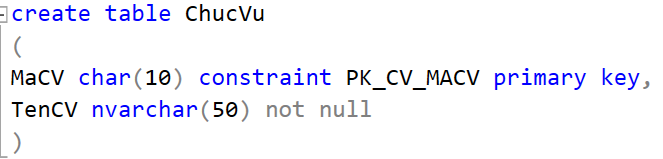 create table ChucVu
(
MaCV char(10) constraint PK_CV_MACV primary key,
TenCV nvarchar(50) not null
)